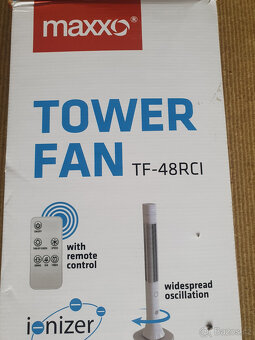 maxxo®
TOWER
FAN TF-48RCI
with
remote
control
widespread
oscillation
ionizer